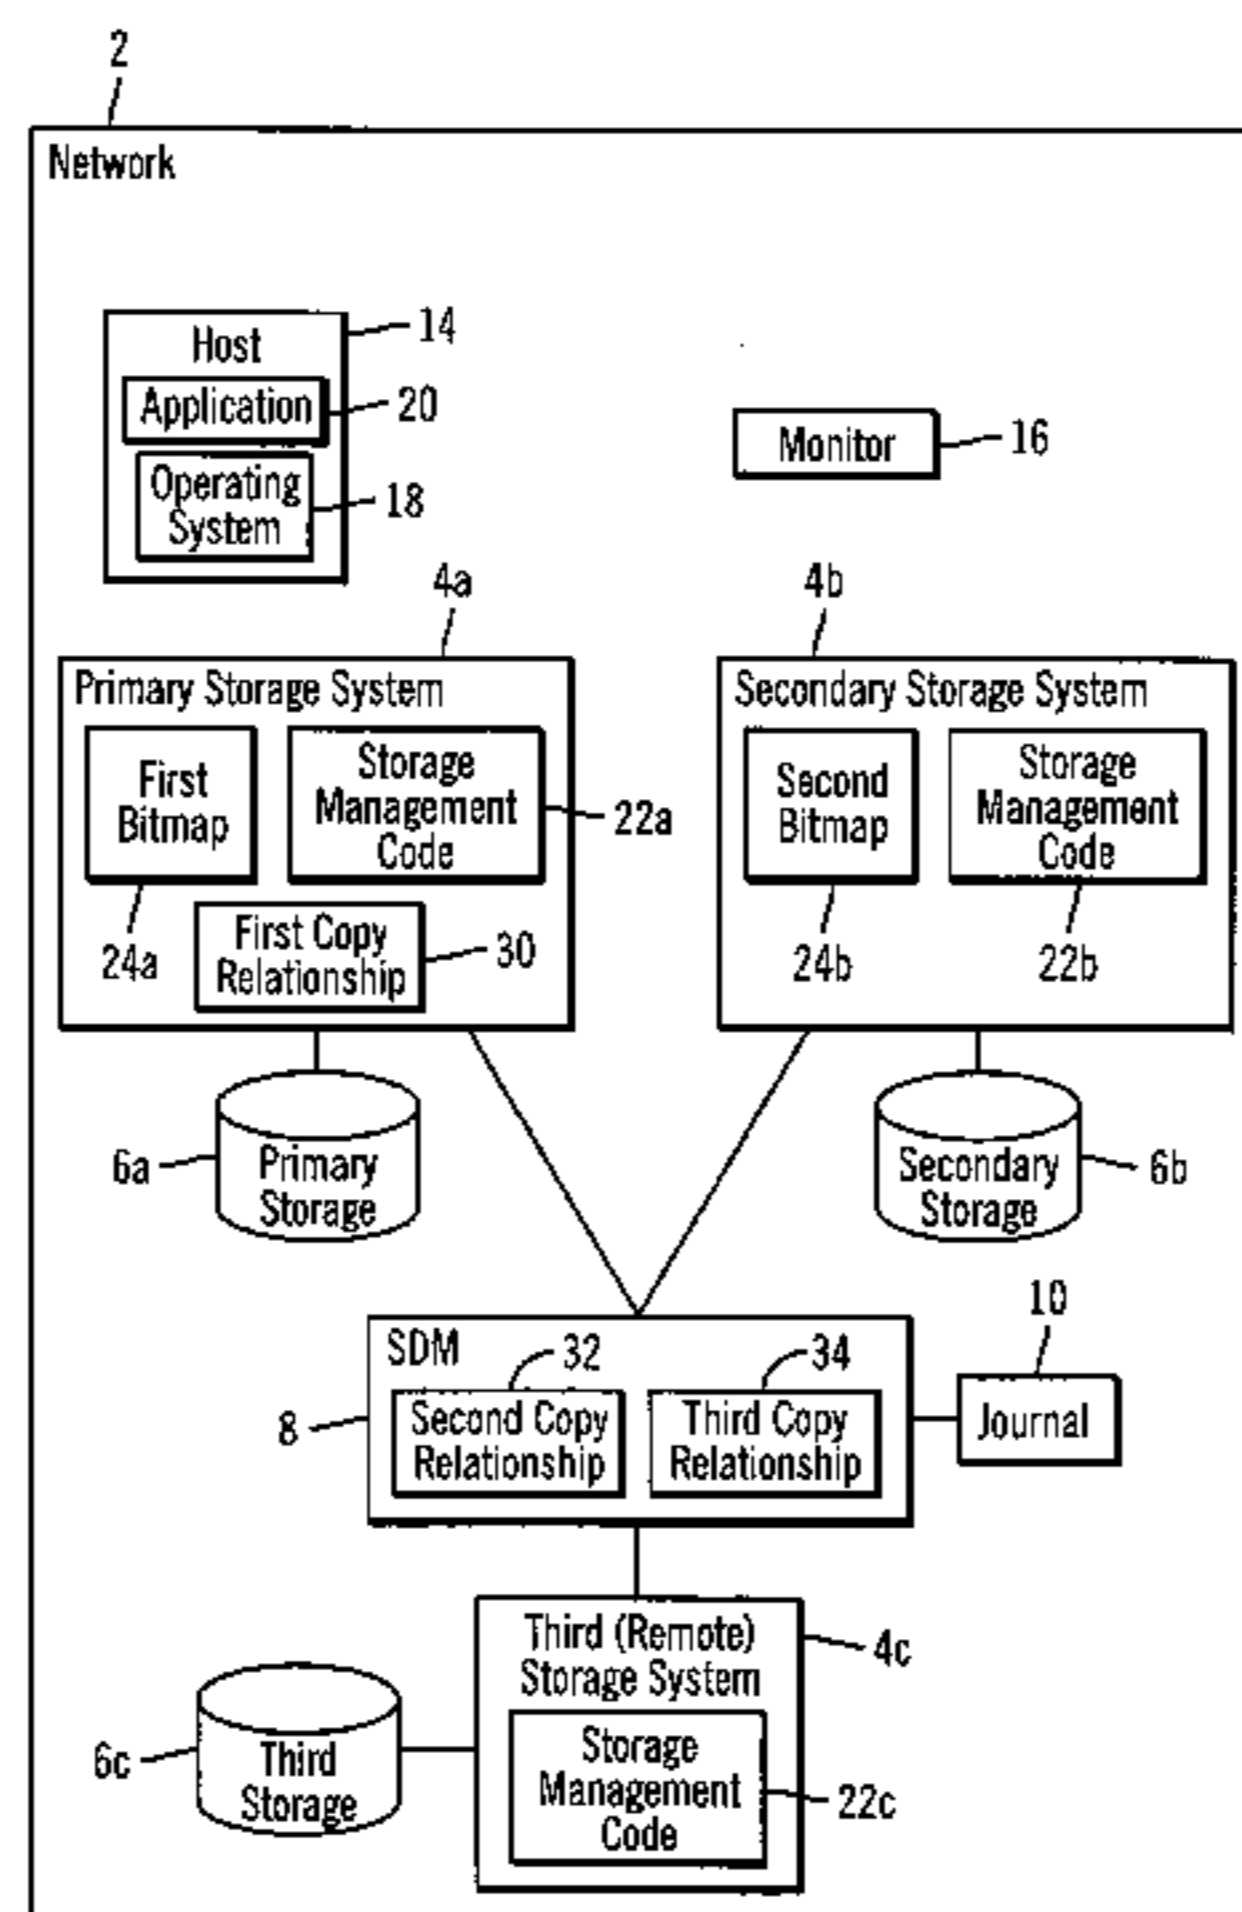 2
Network
Host
14
Application
20
Operating
System
18
Monitor
16
4a
Primary Storage System
First
Bitmap
Storage
Management
Code
22a
24a
First Copy
Relationship
30
4b
Secondary Storage System
Second
Bitmap
Storage
Management
Code
24b
22b
6a
Primary
Storage
Secondary
Storage
6b
SDM
32
34
10
8
Second Copy
Relationship
Third Copy
Relationship
Journal
Third (Remote)
Storage System
4c
6c
Third
Storage
Storage
Management
Code
22c